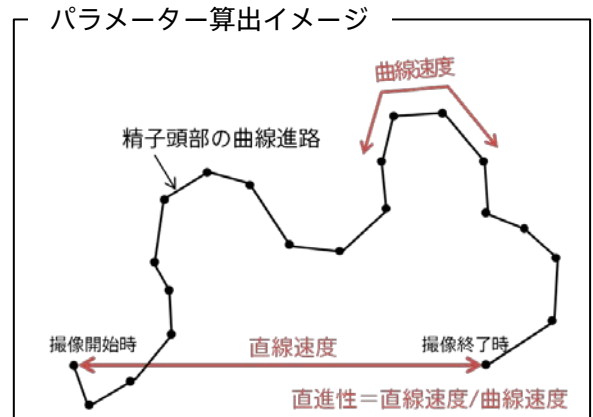 パラメーター算出イメージ
曲線速度
精子頭部の曲線進路
撮像開始時
直線速度
撮像終了時
直進性＝直線速度/曲線速度